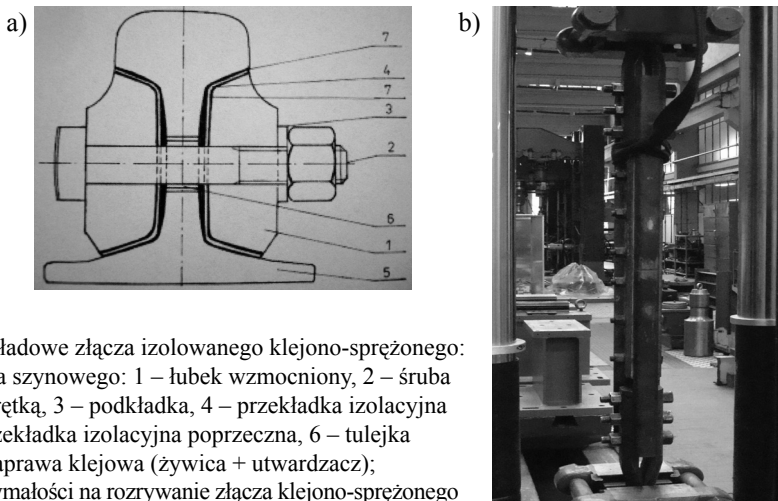 a)
b)
7
4
7
3
2
6
1
5
ładowe złącza izolowanego klejono-sprężonego:
a szynowego: 1 – łubek wzmocniony, 2 – śruba
rętką, 3 – podkładka, 4 – przekładka izolacyjna
zekładka izolacyjna poprzeczna, 6 – tulejka
aprawa klejowa (żywica + utwardzacz);
ymałości na rozrywanie złącza klejono-sprężonego